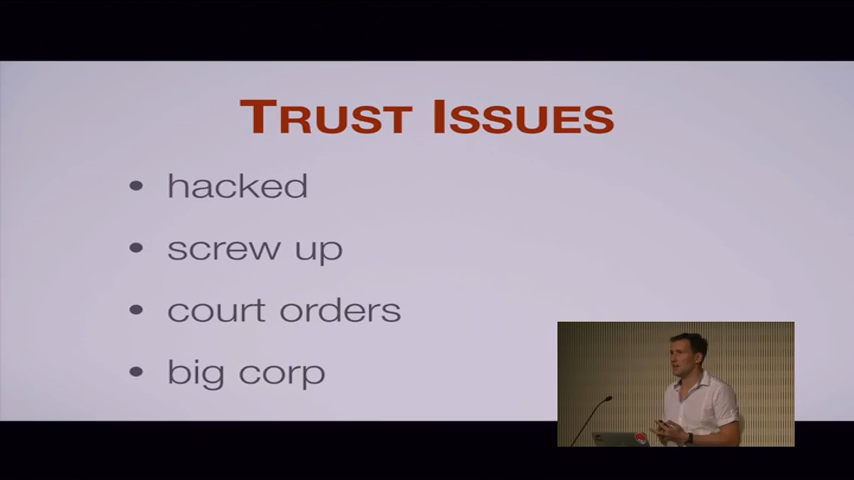 TRUST ISSUES
• hacked
• screw up
• court orders
• big corp